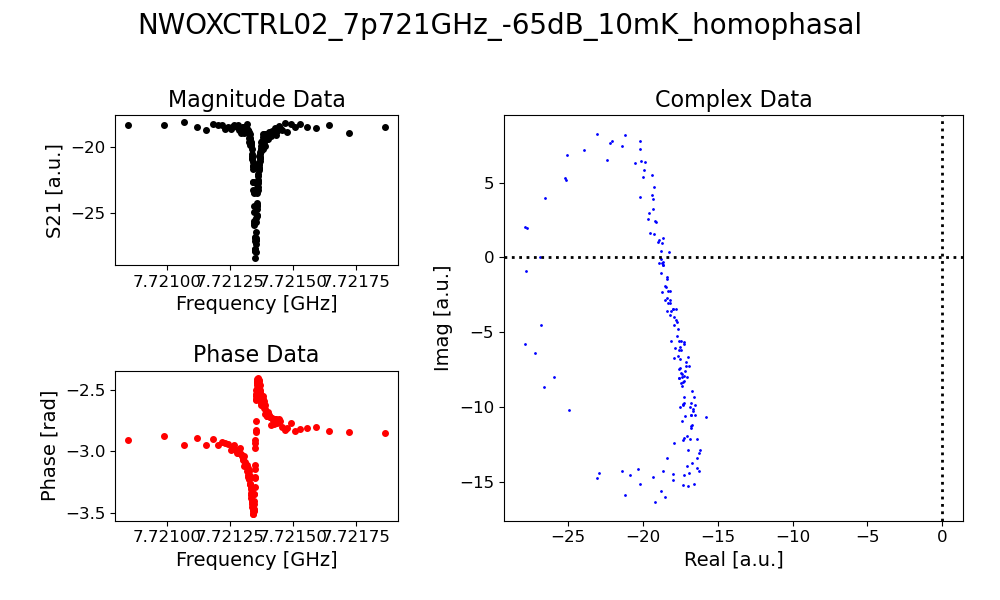 NWOXCTRL02_7p721GHz_-65dB_10mK_homophasal
Magnitude Data
S21 [a.u.]
−20
−25
7.72100 7.72125 7.72150 7.72175
Frequency [GHz]
Phase Data
Phase [rad]
−2.5
−3.0
−3.5
7.72100 7.72125 7.72150 7.72175
Frequency [GHz]
Complex Data
Imag [a.u.]
5
0
−5
−10
−15
−25 −20 −15 −10 −5 0
Real [a.u.]